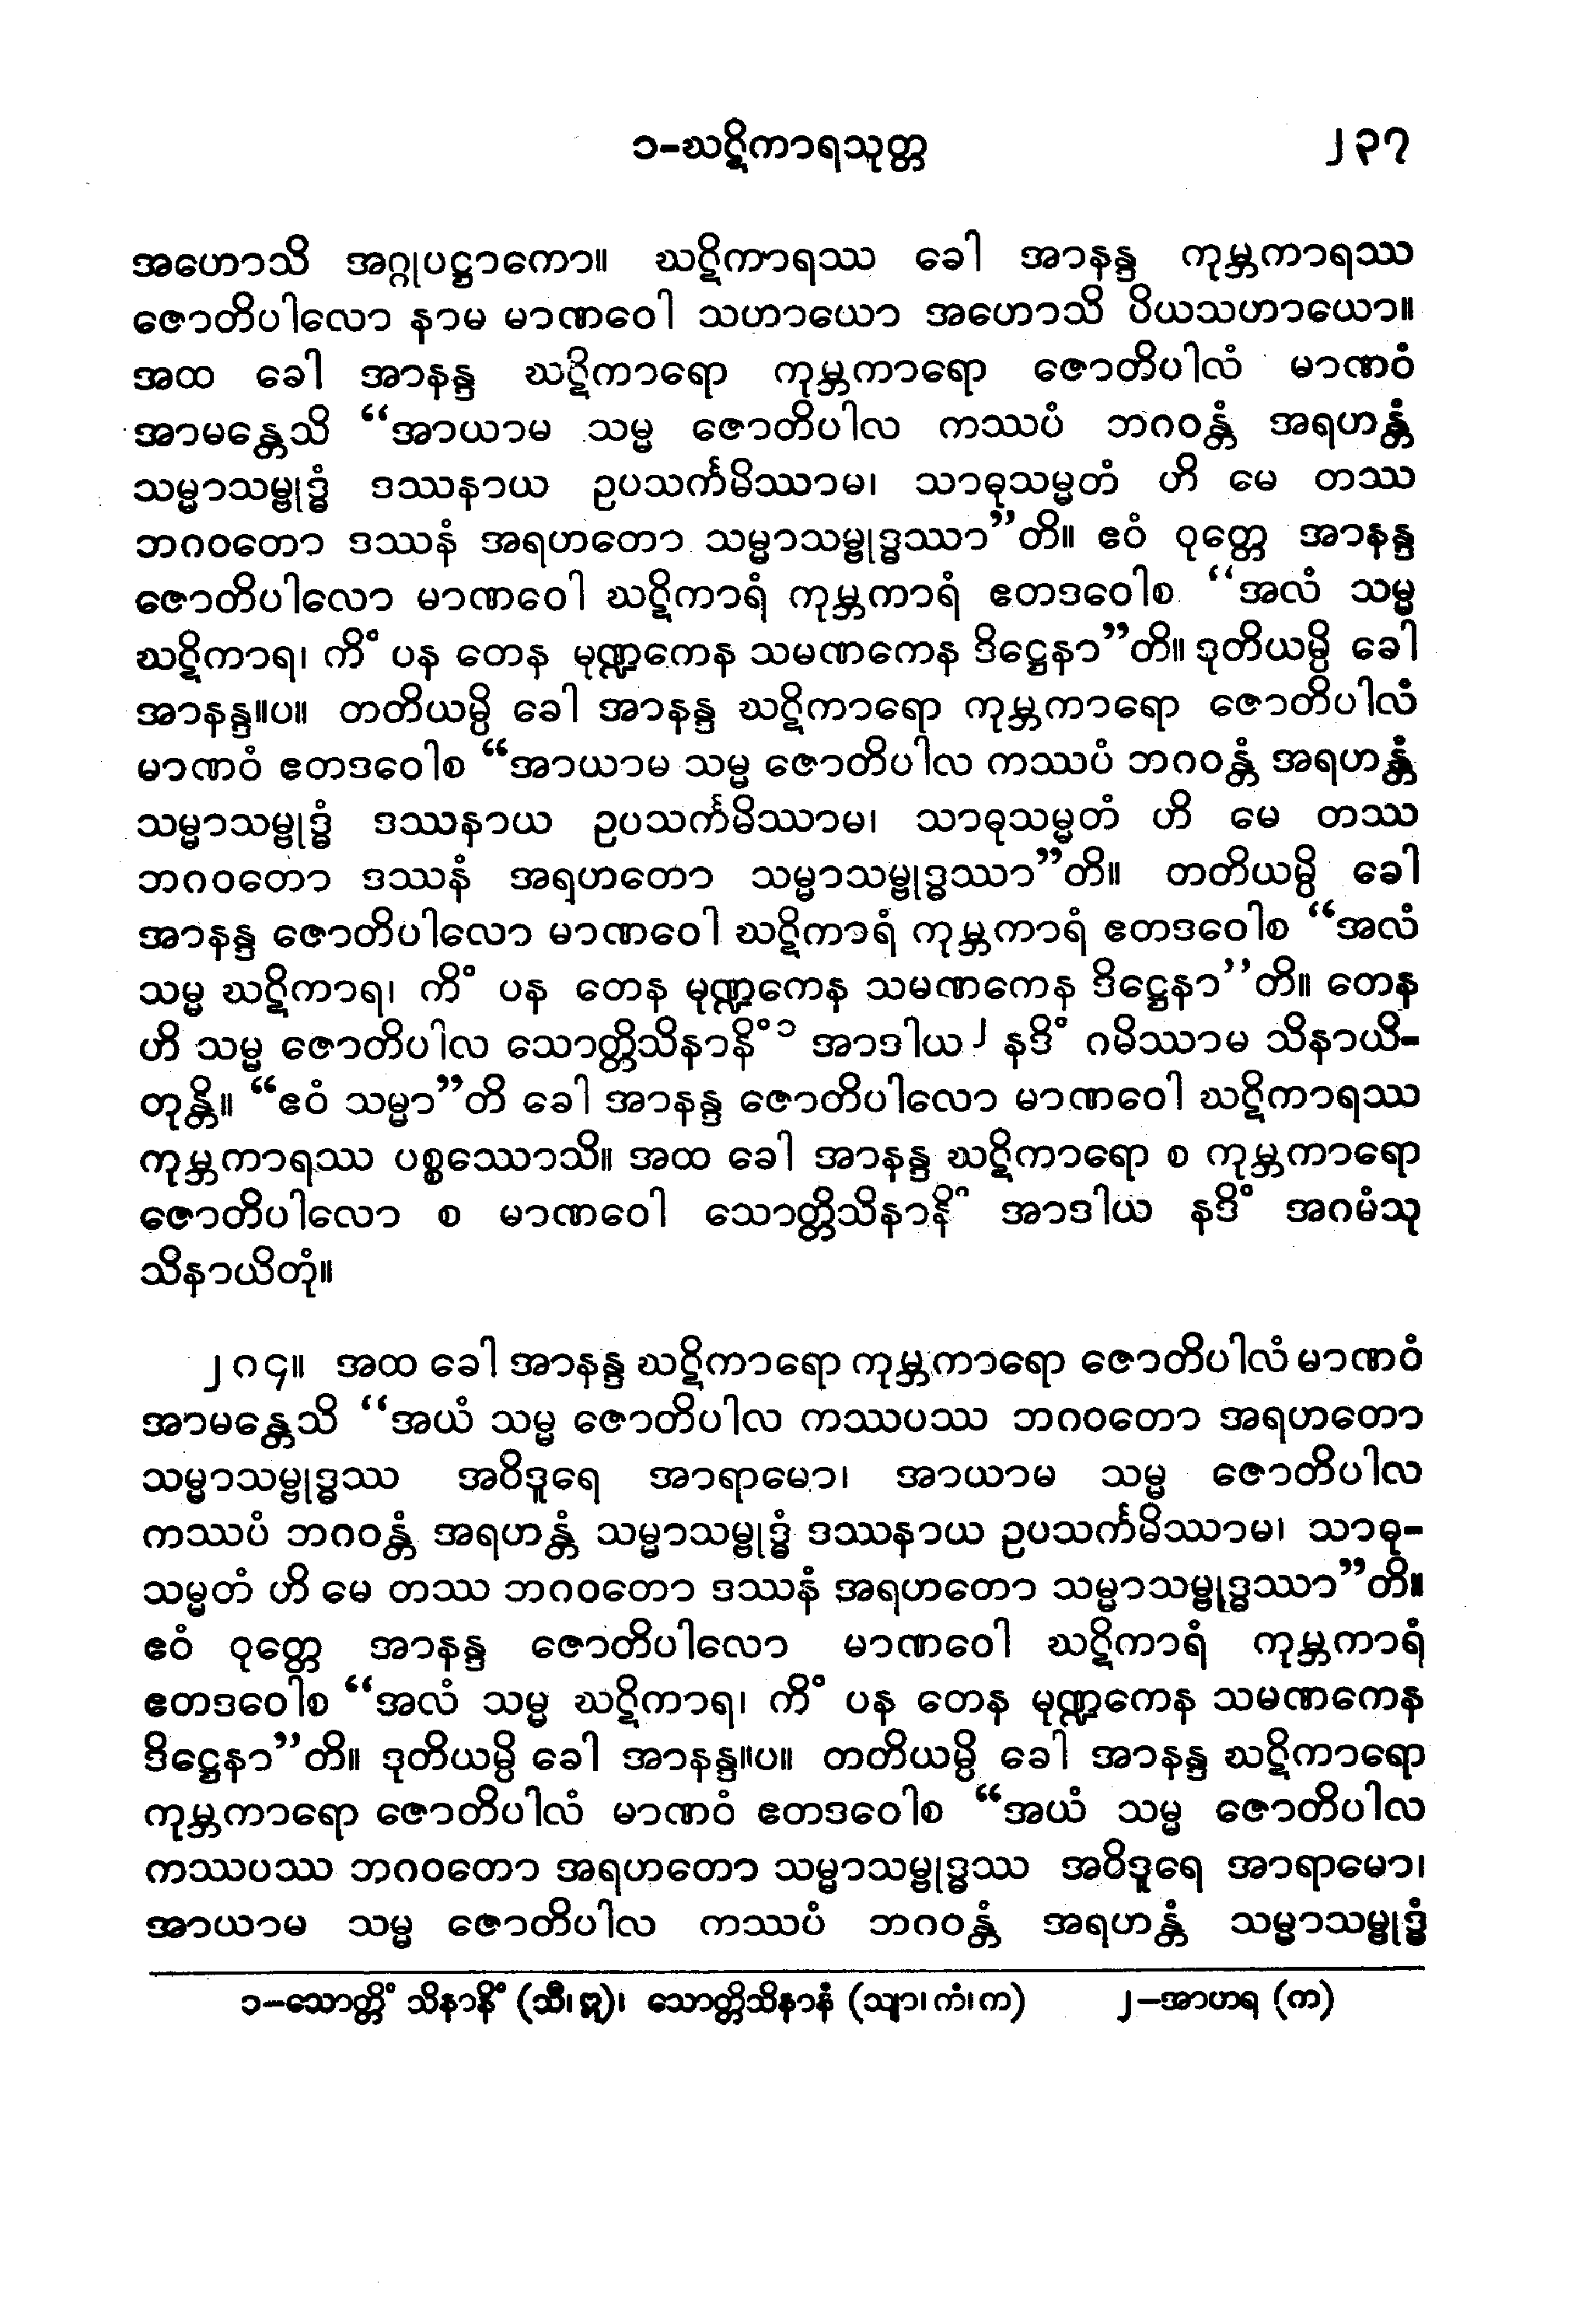 ၁-ဃဋိကာရသုတ္တ ၂၃၇
အဟောသိ အဂ္ဂုပဋ္ဌာကော။ ဃဋိကာရဿ ခေါ အာနန္ဒ ကုမ္ဘကာရဿ
ဇောတိပါလော နာမ မာဏဝေါ သဟာယော အဟောသိ ပိယသဟာယော။
အထ ခေါ အာနန္ဒ ဃဋိကာရော ကုမ္ဘကာရော ဇောတိပါလံ မာဏဝံ
အာမန္တေသိ “အာယာမ သမ္မ ဇောတိပါလ ကဿပံ ဘဂဝန္တံ အရဟန္တံ
သမ္မာသမ္ဗုဒ္ဓံ ဒဿနာယ ဥပသင်္ကမိဿာမ၊ သာဓုသမ္မတံ ဟိ မေ တဿ
ဘဂဝတော ဒဿနံ အရဟတော သမ္မာသမ္ဗုဒ္ဓဿာ”တိ။ ဧဝံ ဝုတ္တေ အာနန္ဒ
ဇောတိပါလော မာဏဝေါ ဃဋိကာရံ ကုမ္ဘကာရံ ဧတဒဝေါစ “အလံ သမ္မ
ဃဋိကာရ၊ ကိံ ပန တေန မုဏ္ဍကေန သမဏကေန ဒိဋ္ဌေနာ”တိ။ ဒုတိယမ္ပိ ခေါ
အာနန္ဒ။ပ။ တတိယမ္ပိ ခေါ အာနန္ဒ ဃဋိကာရော ကုမ္ဘကာရော ဇောတိပါလံ
မာဏဝံ ဧတဒဝေါစ “အာယာမ သမ္မ ဇောတိပါလ ကဿပံ ဘဂဝန္တံ အရဟန္တံ
သမ္မာသမ္ဗုဒ္ဓံ ဒဿနာယ ဥပသင်္ကမိဿာမ၊ သာဓုသမ္မတံ ဟိ မေ တဿ
ဘဂဝတော ဒဿနံ အရဟတော သမ္မာသမ္ဗုဒ္ဓဿာ”တိ။ တတိယမ္ပိ ခေါ
အာနန္ဒ ဇောတိပါလော မာဏဝေါ ဃဋိကာရံ ကုမ္ဘကာရံ ဧတဒဝေါစ “အလံ
သမ္မ ဃဋိကာရ၊ ကိံ ပန တေန မုဏ္ဍကေန သမဏကေန ဒိဋ္ဌေနာ”တိ။ တေန
ဟိ သမ္မ ဇောတိပါလ သောတ္တိသိနာနိံ ၁ အာဒါယ ၂ နဒိံ ဂမိဿာမ သိနာယိ-
တုန္တိ။ “ဧဝံ သမ္မာ”တိ ခေါ အာနန္ဒ ဇောတိပါလော မာဏဝေါ ဃဋိကာရဿ
ကုမ္ဘကာရဿ ပစ္စဿောသိ။ အထ ခေါ အာနန္ဒ ဃဋိကာရော စ ကုမ္ဘကာရော
ဇောတိပါလော စ မာဏဝေါ သောတ္တိသိနာနိံ အာဒါယ နဒိံ အဂမံသု
သိနာယိတုံ။
၂၈၄။ အထ ခေါ အာနန္ဒ ဃဋိကာရော ကုမ္ဘကာရော ဇောတိပါလံ မာဏဝံ
အာမန္တေသိ “အယံ သမ္မ ဇောတိပါလ ကဿပဿ ဘဂဝတော အရဟတော
သမ္မာသမ္ဗုဒ္ဓဿ အဝိဒူရေ အာရာမော၊ အာယာမ သမ္မ ဇောတိပါလ
ကဿပံ ဘဂဝန္တံ အရဟန္တံ သမ္မာသမ္ဗုဒ္ဓံ ဒဿနာယ ဥပသင်္ကမိဿာမ၊ သာဓု-
သမ္မတံ ဟိ မေ တဿ ဘဂဝတော ဒဿနံ အရဟတော သမ္မာသမ္ဗုဒ္ဓဿာ”တိ။
ဧဝံ ဝုတ္တေ အာနန္ဒ ဇောတိပါလော မာဏဝေါ ဃဋိကာရံ ကုမ္ဘကာရံ
ဧတဒဝေါစ “အလံ သမ္မ ဃဋိကာရ၊ ကိံ ပန တေန မုဏ္ဍကေန သမဏကေန
ဒိဋ္ဌေနာ”တိ။ ဒုတိယမ္ပိ ခေါ အာနန္ဒ။ပ။ တတိယမ္ပိ ခေါ အာနန္ဒ ဃဋိကာရော
ကုမ္ဘကာရော ဇောတိပါလံ မာဏဝံ ဧတဒဝေါစ “အယံ သမ္မ ဇောတိပါလ
ကဿပဿ ဘဂဝတော အရဟတော သမ္မာသမ္ဗုဒ္ဓဿ အဝိဒူရေ အာရာမော၊
အာယာမ သမ္မ ဇောတိပါလ ကဿပံ ဘဂဝန္တံ အရဟန္တံ သမ္မာသမ္ဗုဒ္ဓံ
၁-သောတ္တိံ သိနာနိံ (သီ၊ ဣ)၊ သောတ္တိသိနာနံ (သျာ၊ ကံ၊ က) ၂-အာဟရ (က)